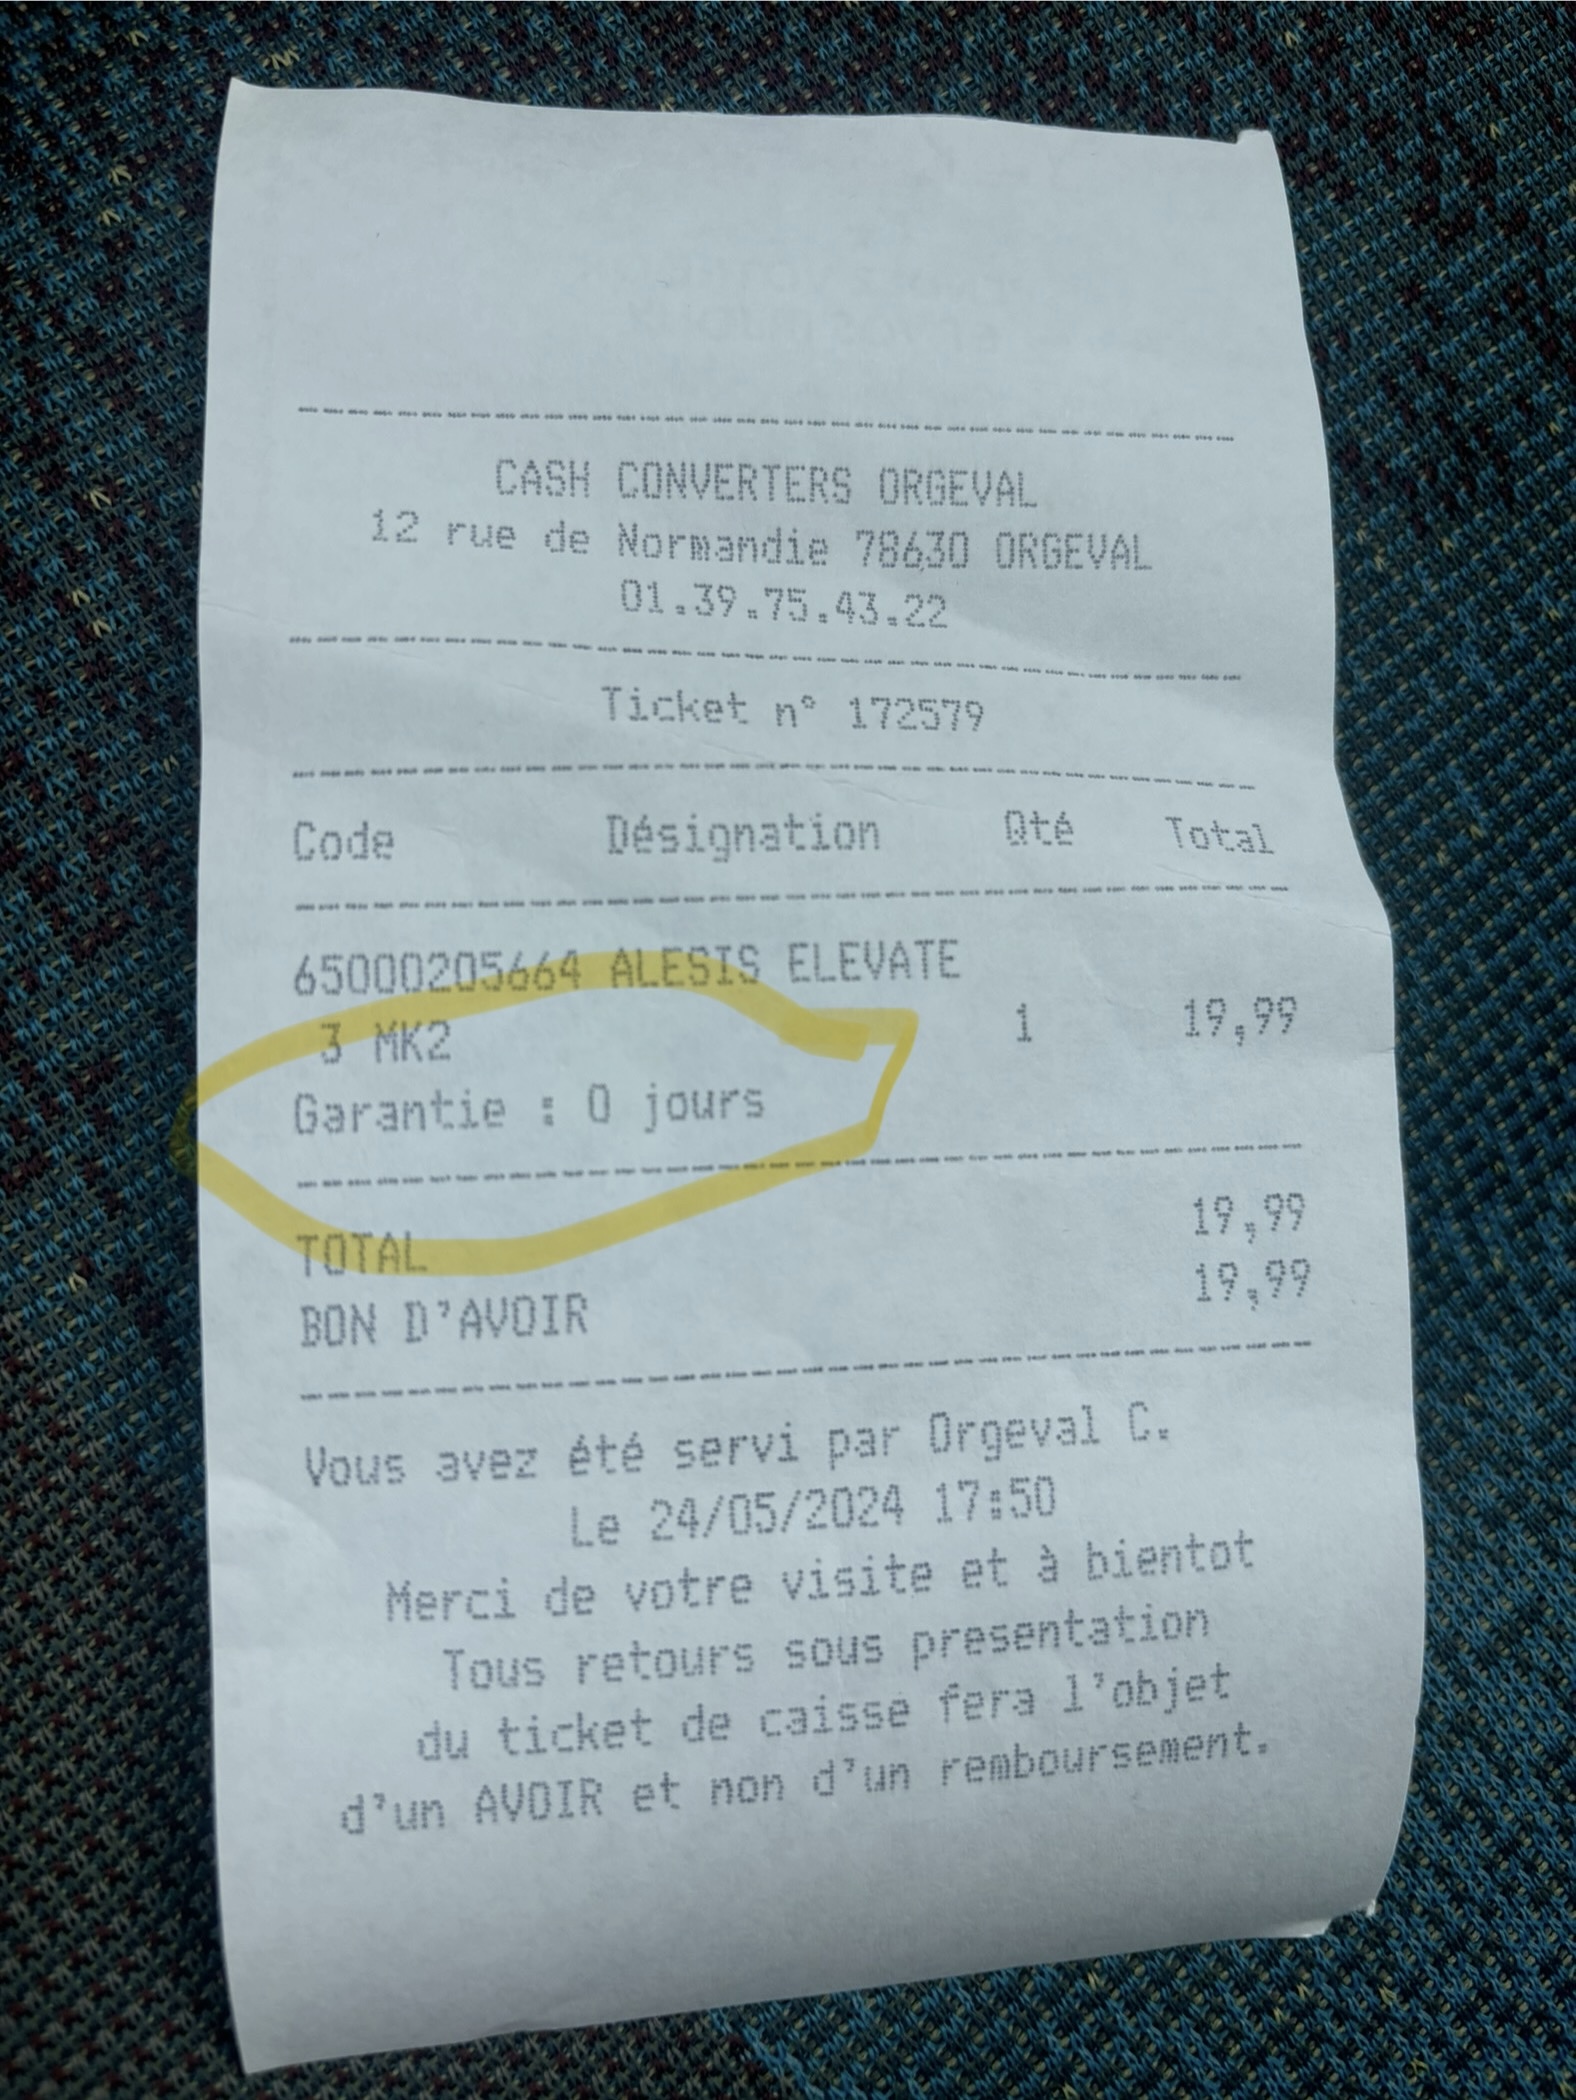 CASH CONVERTERS ORGEVAL
12 rue de Normandie 78630 ORGEVAL
01.39.75.43.22
Ticket n° 172579
Code Désignation Qté Total
65000205664 ALESIS ELEVATE
3 MK2 1 19,99
Garantie : 0 jours
TOTAL 19,99
BON D'AVOIR 19,99
Vous avez été servi par Orgeval C.
Le 24/05/2024 17:50
Merci de votre visite et à bientot
Tous retours sous presentation
du ticket de caisse fera l'objet
d'un AVOIR et non d'un remboursement.